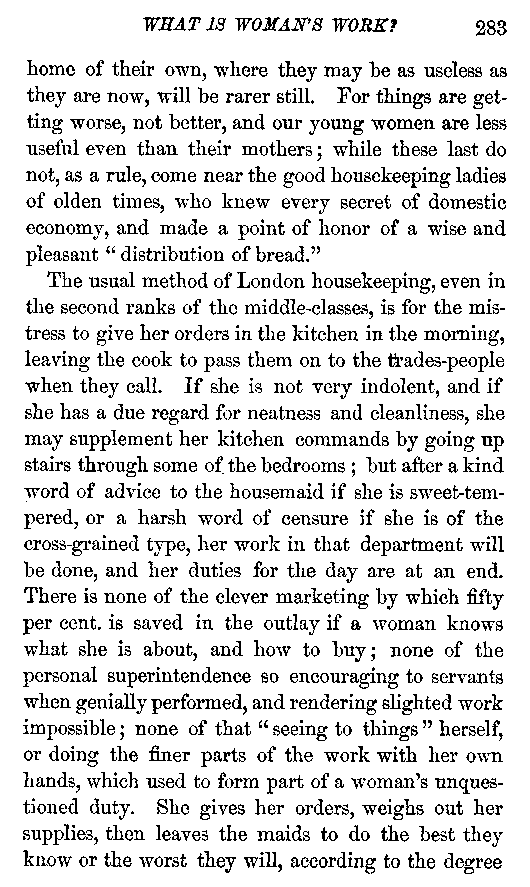 WHAT IS WOMAN'S WORK? 283
home of their own, where they may be as useless as
they are now, will be rarer still. For things are get-
ting worse, not better, and our young women are less
useful even than their mothers; while these last do
not, as a rule, come near the good housekeeping ladies
of olden times, who knew every secret of domestic
economy, and made a point of honor of a wise and
pleasant "distribution of bread."
The usual method of London housekeeping, even in
the second ranks of the middle-classes, is for the mis-
tress to give her orders in the kitchen in the morning,
leaving the cook to pass them on to the trades-people
when they call. If she is not very indolent, and if
she has a due regard for neatness and cleanliness, she
may supplement her kitchen commands by going up
stairs through some of the bedrooms; but after a kind
word of advice to the housemaid if she is sweet-tem-
pered, or a harsh word of censure if she is of the
cross-grained type, her work in that department will
be done, and her duties for the day are at an end.
There is none of the clever marketing by which fifty
per cent. is saved in the outlay if a woman knows
what she is about, and how to buy; none of the
personal superintendence so encouraging to servants
when genially performed, and rendering slighted work
impossible; none of that "seeing to things" herself,
or doing the finer parts of the work with her own
hands, which used to form part of a woman's unques-
tioned duty. She gives her orders, weighs out her
supplies, then leaves the maids to do the best they
know or the worst they will, according to the degree